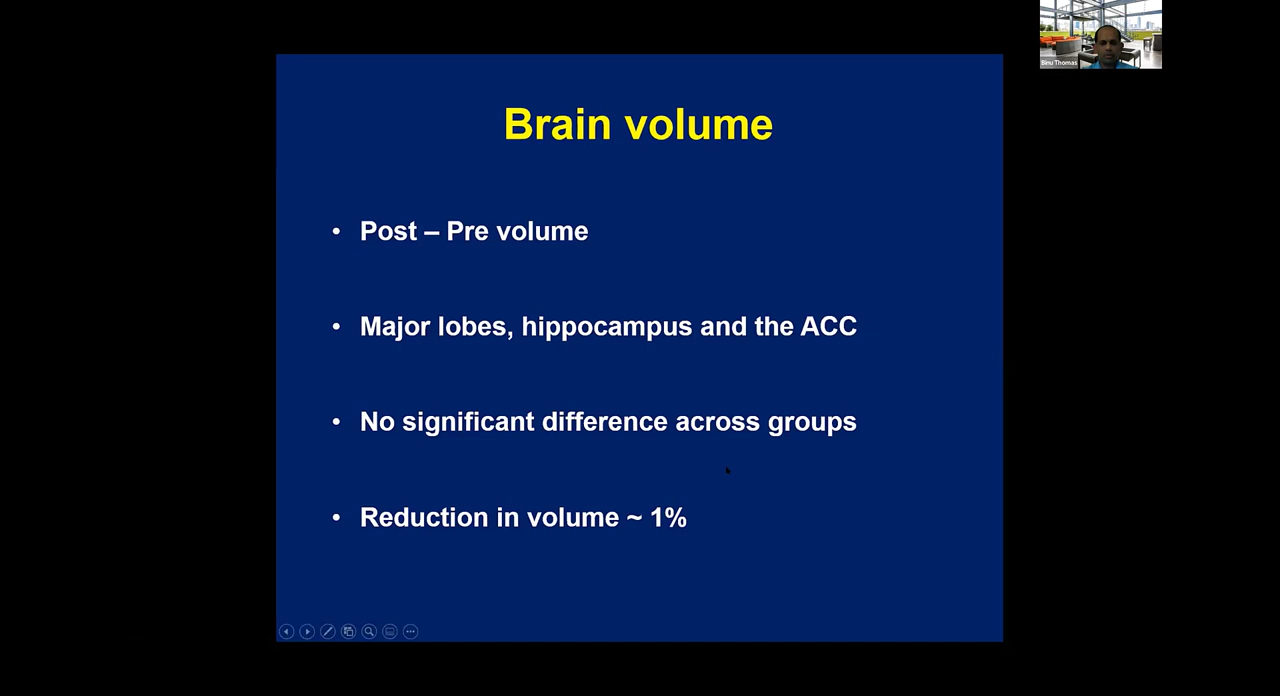 Binu Thomas
Brain volume
• Post – Pre volume
• Major lobes, hippocampus and the ACC
• No significant difference across groups
• Reduction in volume ~ 1%